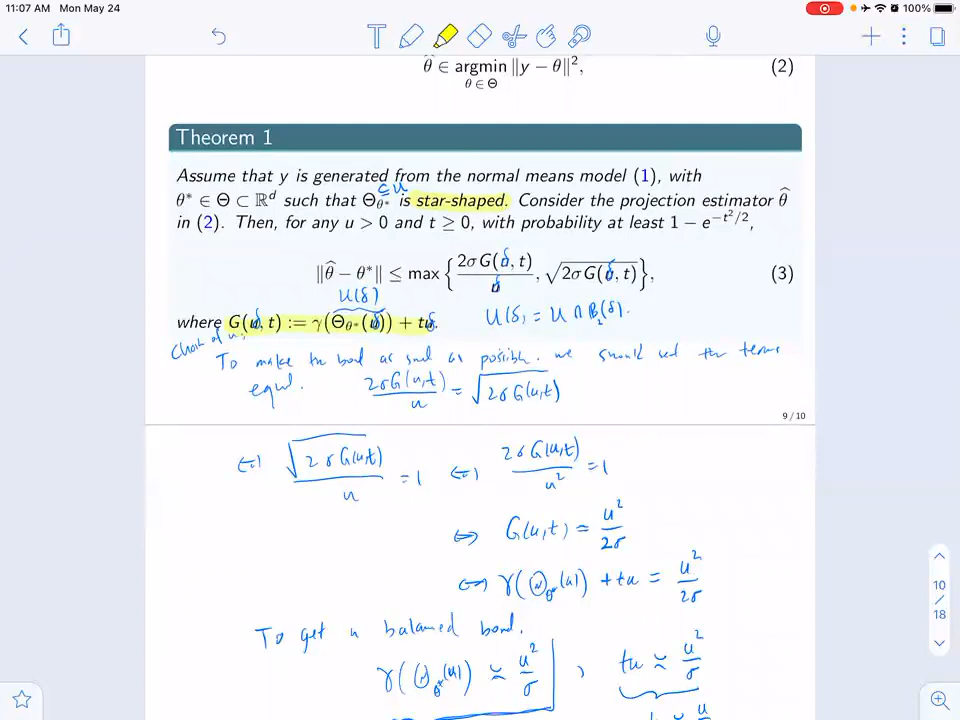 11:07 AM Mon May 24
100%
θ̂ ∈ argmin ‖y − θ‖², (2)
θ ∈ Θ
Theorem 1
⊆ U
Assume that y is generated from the normal means model (1), with
θ* ∈ Θ ⊂ ℝᵈ such that Θ_θ* is star-shaped. Consider the projection estimator θ̂
in (2). Then, for any u > 0 and t ≥ 0, with probability at least 1 − e^{−t²/2},
‖θ̂ − θ*‖ ≤ max { 2σG(u, t) / u , √(2σG(u, t)) }, (3)
δ δ δ
U(δ)
U(δ) = U ∩ B₂(δ).
where G(u, t) := γ(Θ_θ*(u)) + tu.
δ δ δ
To make the bond as as possible. we should set the terms
equal. 2σG(u,t) / u = √(2σG(u,t))
9 / 10
⇔ √(2σG(u,t)) / u = 1 ⇔ 2σG(u,t) / u² = 1
⇔ G(u,t) = u² / 2σ
⇔ γ(Θ_θ*(u)) + tu = u² / 2σ
To get a balanced bond.
γ(Θ_θ*(u)) ≍ u² / σ , tu ≍ u² / σ
10
/
18